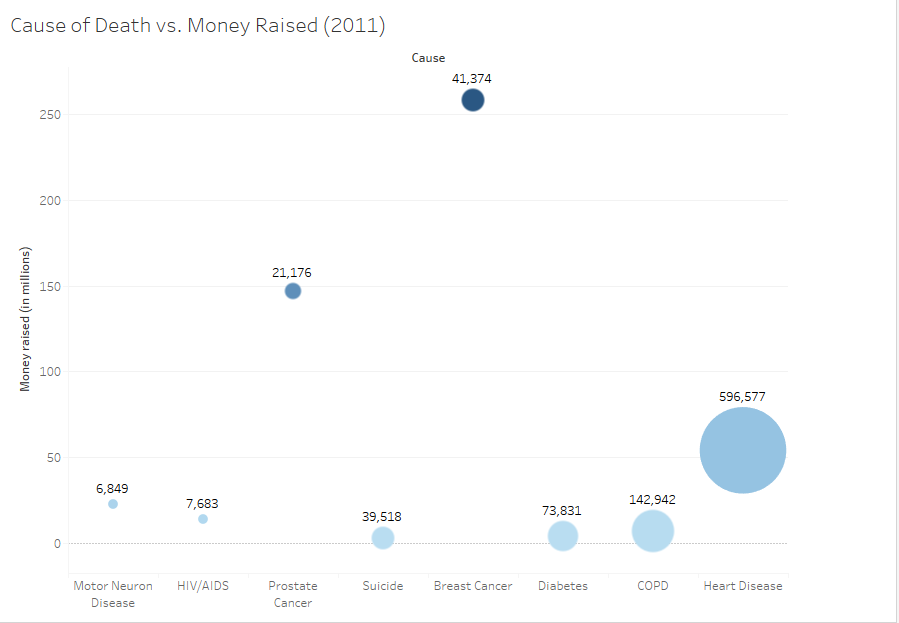 Cause of Death vs. Money Raised (2011)
Cause
41,374
250
200
Money raised (in millions)
21,176
150
100
596,577
50
6,849
7,683
142,942
73,831
39,518
0
Motor Neuron
Disease
HIV/AIDS
Prostate
Cancer
Suicide
Breast Cancer
Diabetes
COPD
Heart Disease